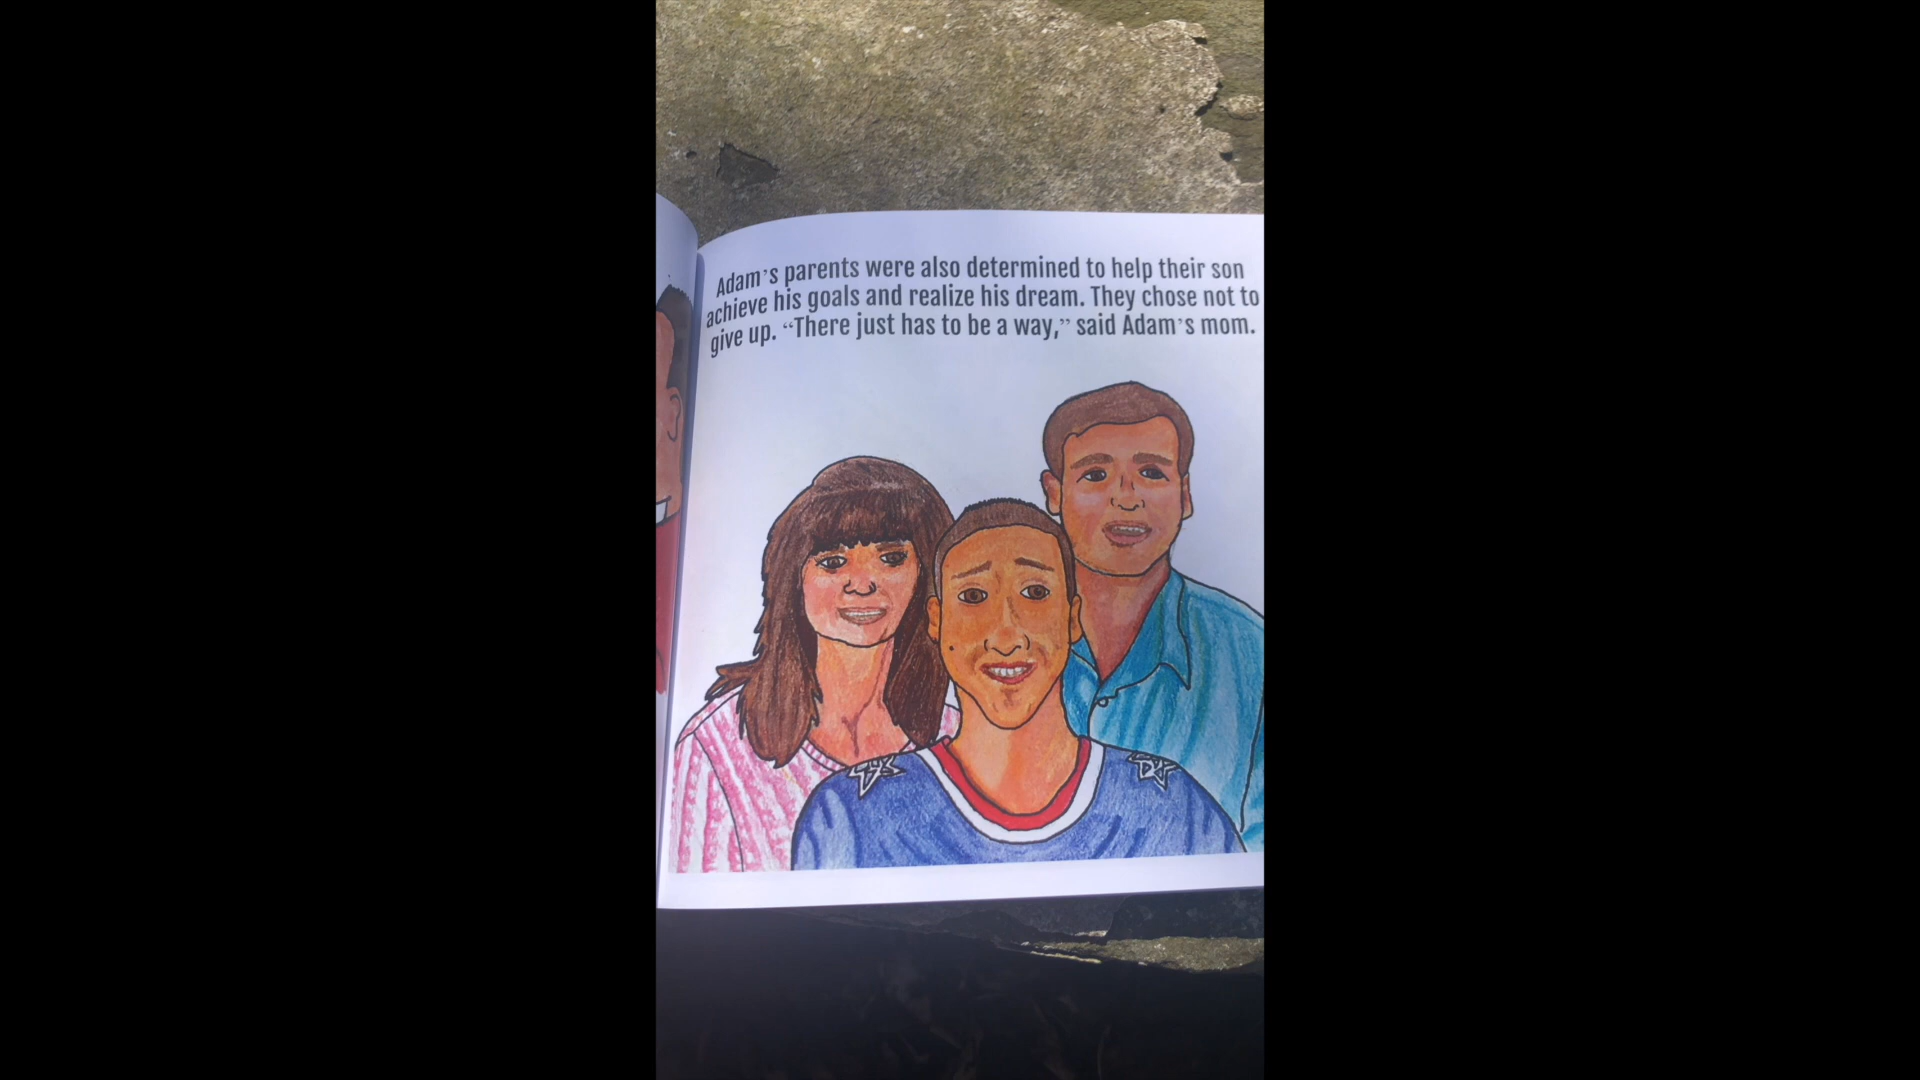 Adam's parents were also determined to help their son
achieve his goals and realize his dream. They chose not to
give up. “There just has to be a way,” said Adam's mom.